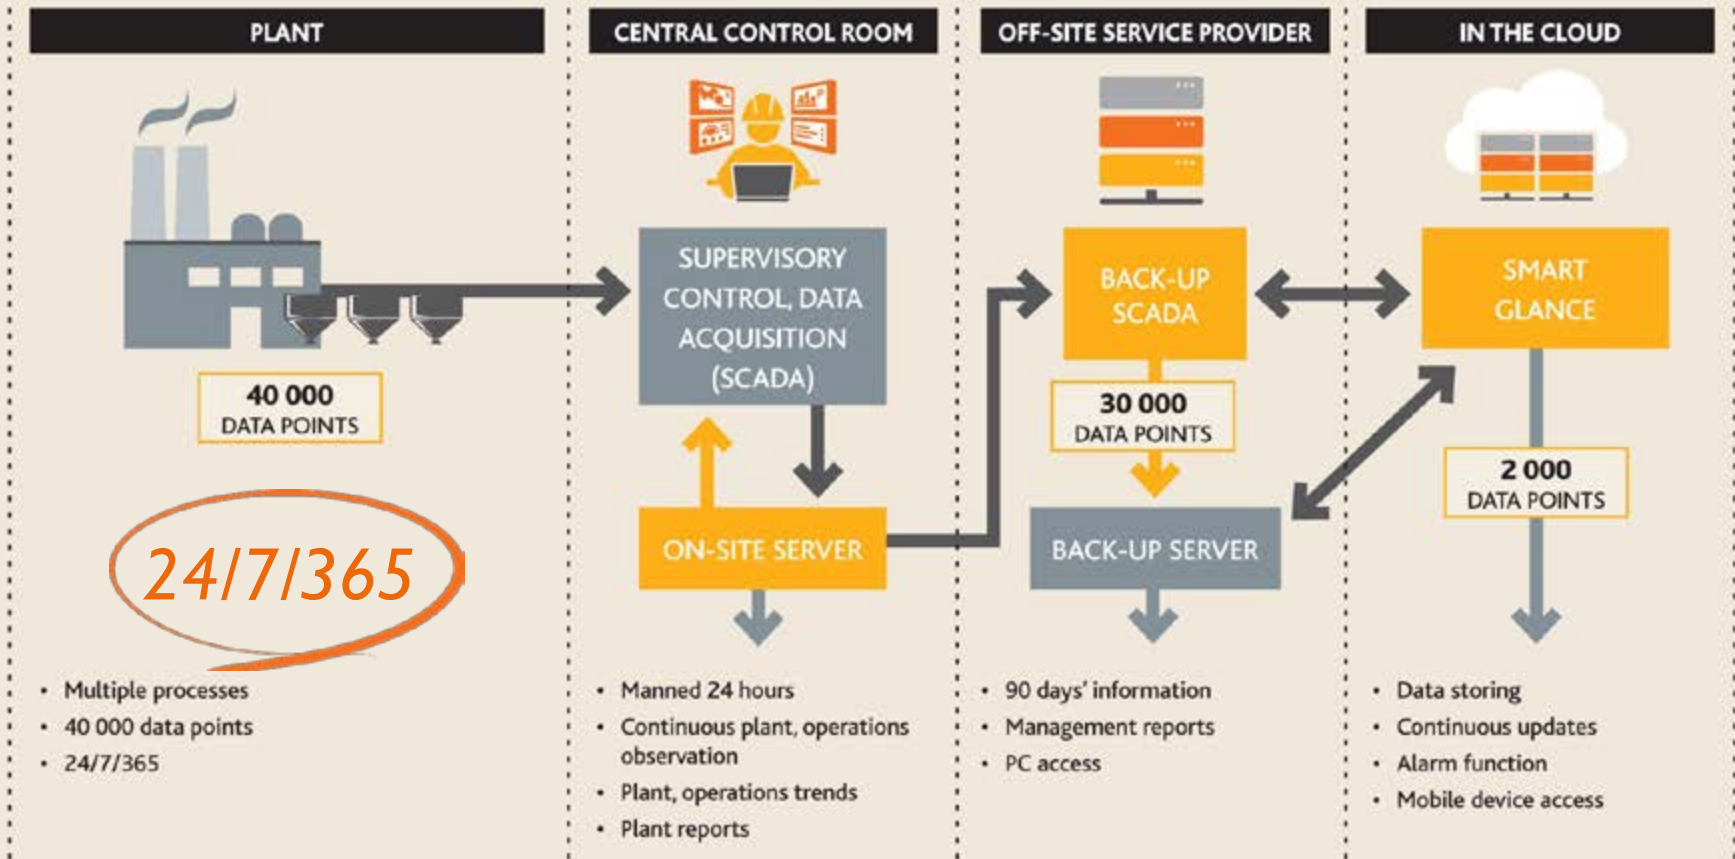 PLANT
40 000
DATA POINTS
24/7/365
• Multiple processes
• 40 000 data points
• 24/7/365
CENTRAL CONTROL ROOM
SUPERVISORY
CONTROL, DATA
ACQUISITION
(SCADA)
ON-SITE SERVER
• Manned 24 hours
• Continuous plant, operations
observation
• Plant, operations trends
• Plant reports
OFF-SITE SERVICE PROVIDER
BACK-UP
SCADA
30 000
DATA POINTS
BACK-UP SERVER
• 90 days' information
• Management reports
• PC access
IN THE CLOUD
SMART
GLANCE
2 000
DATA POINTS
• Data storing
• Continuous updates
• Alarm function
• Mobile device access